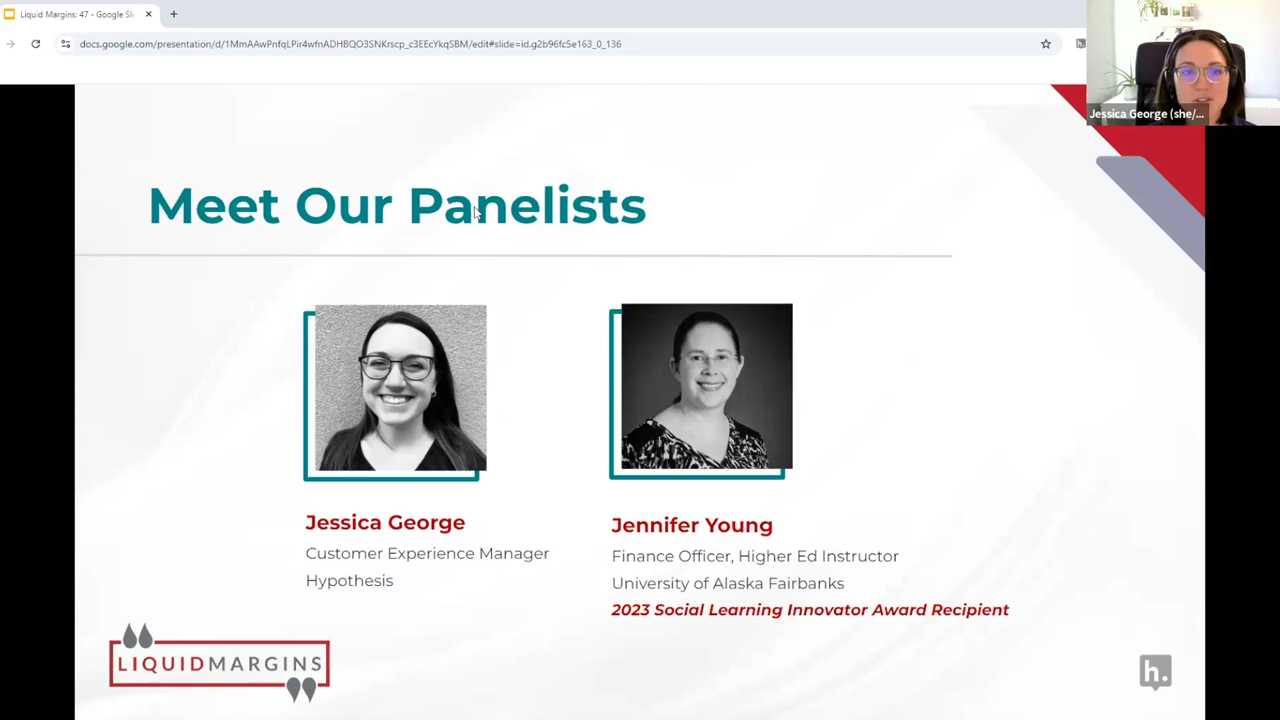 Liquid Margins: 47 - Google Sl
docs.google.com/presentation/d/1MmAAwPnfqLPir4wfnADHBQO3SNKrscp_c3EEcYkqSBM/edit#slide=id.g2b96fc5e163_0_136
Jessica George (she/...
Meet Our Panelists
Jessica George
Customer Experience Manager
Hypothesis
Jennifer Young
Finance Officer, Higher Ed Instructor
University of Alaska Fairbanks
2023 Social Learning Innovator Award Recipient
LIQUIDMARGINS
h.